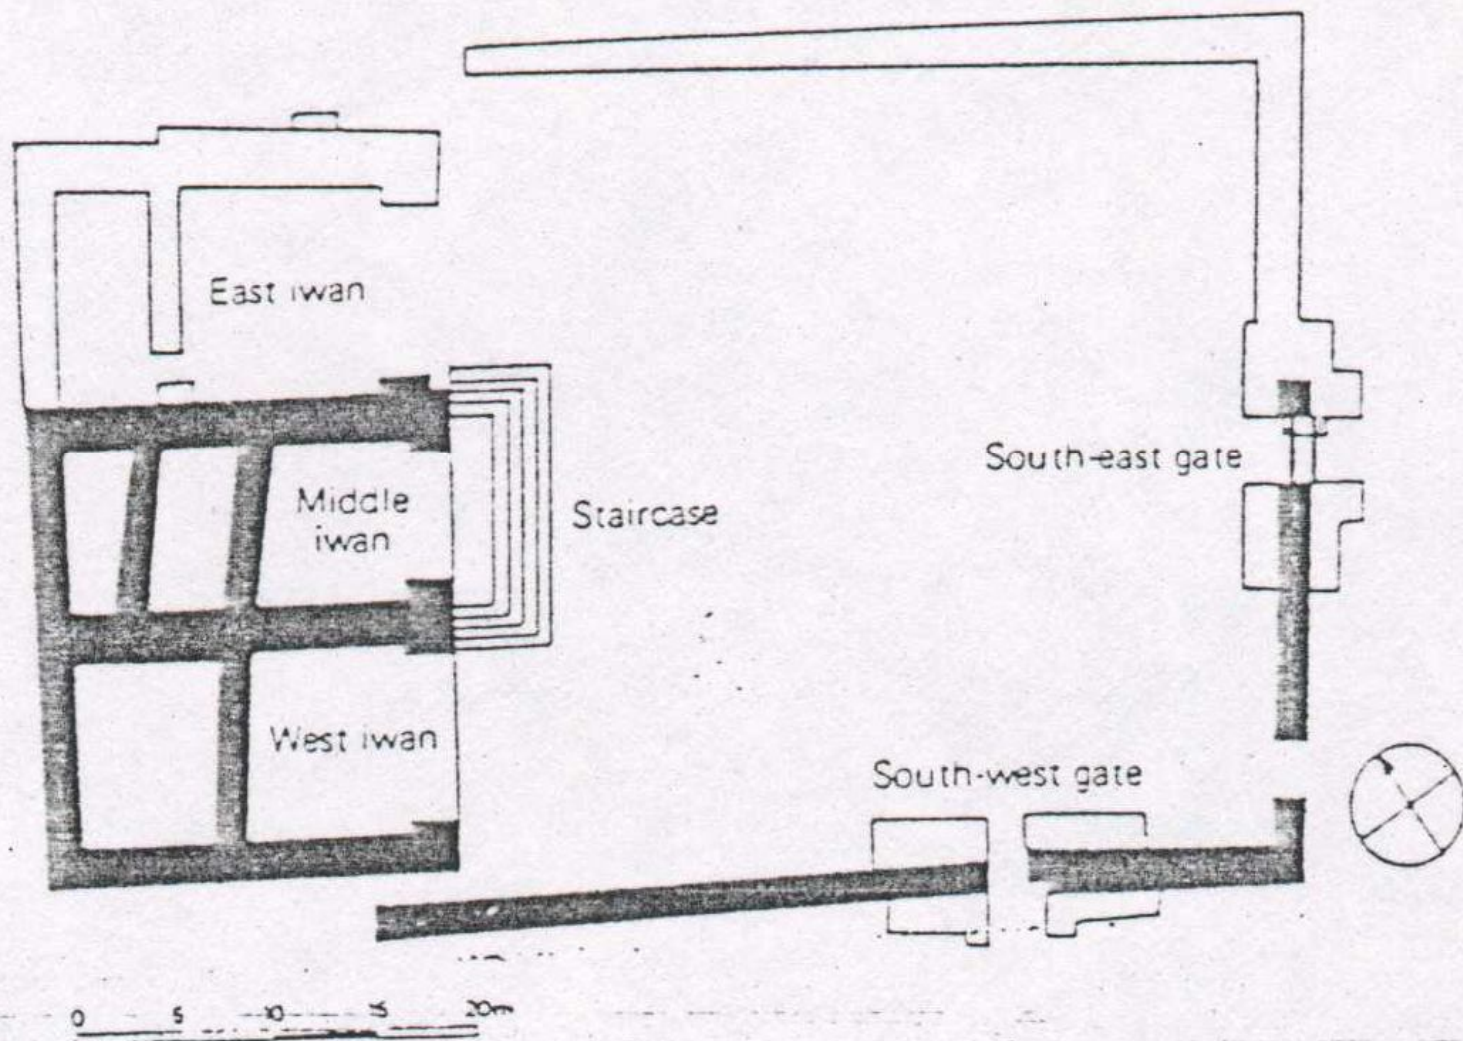 East iwan
South-east gate
Middle
iwan
Staircase
West iwan
South-west gate
0 5 10 15 20m